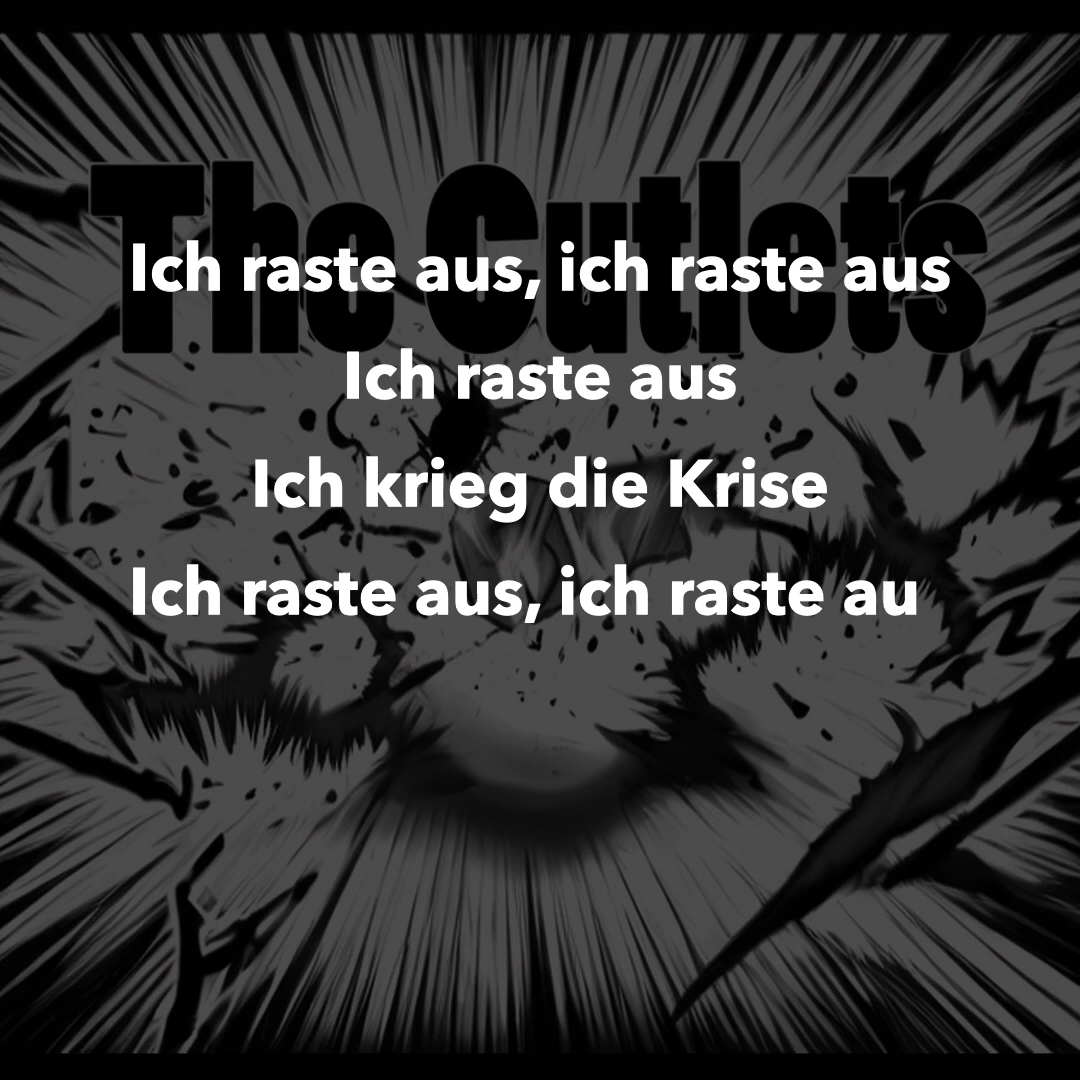 The Cutlets
Ich raste aus, ich raste aus
Ich raste aus
Ich krieg die Krise
Ich raste aus, ich raste au